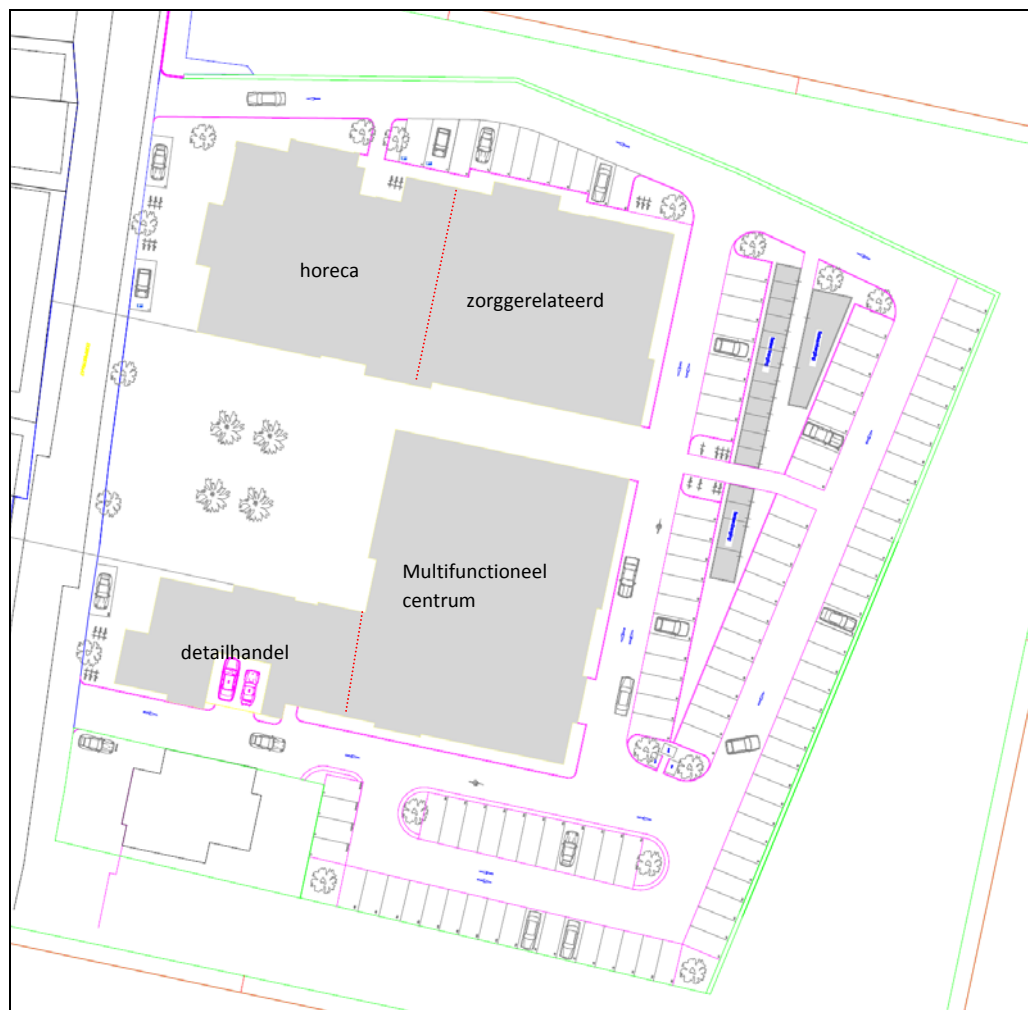 horeca
zorggerelateerd
Multifunctioneel
centrum
detailhandel